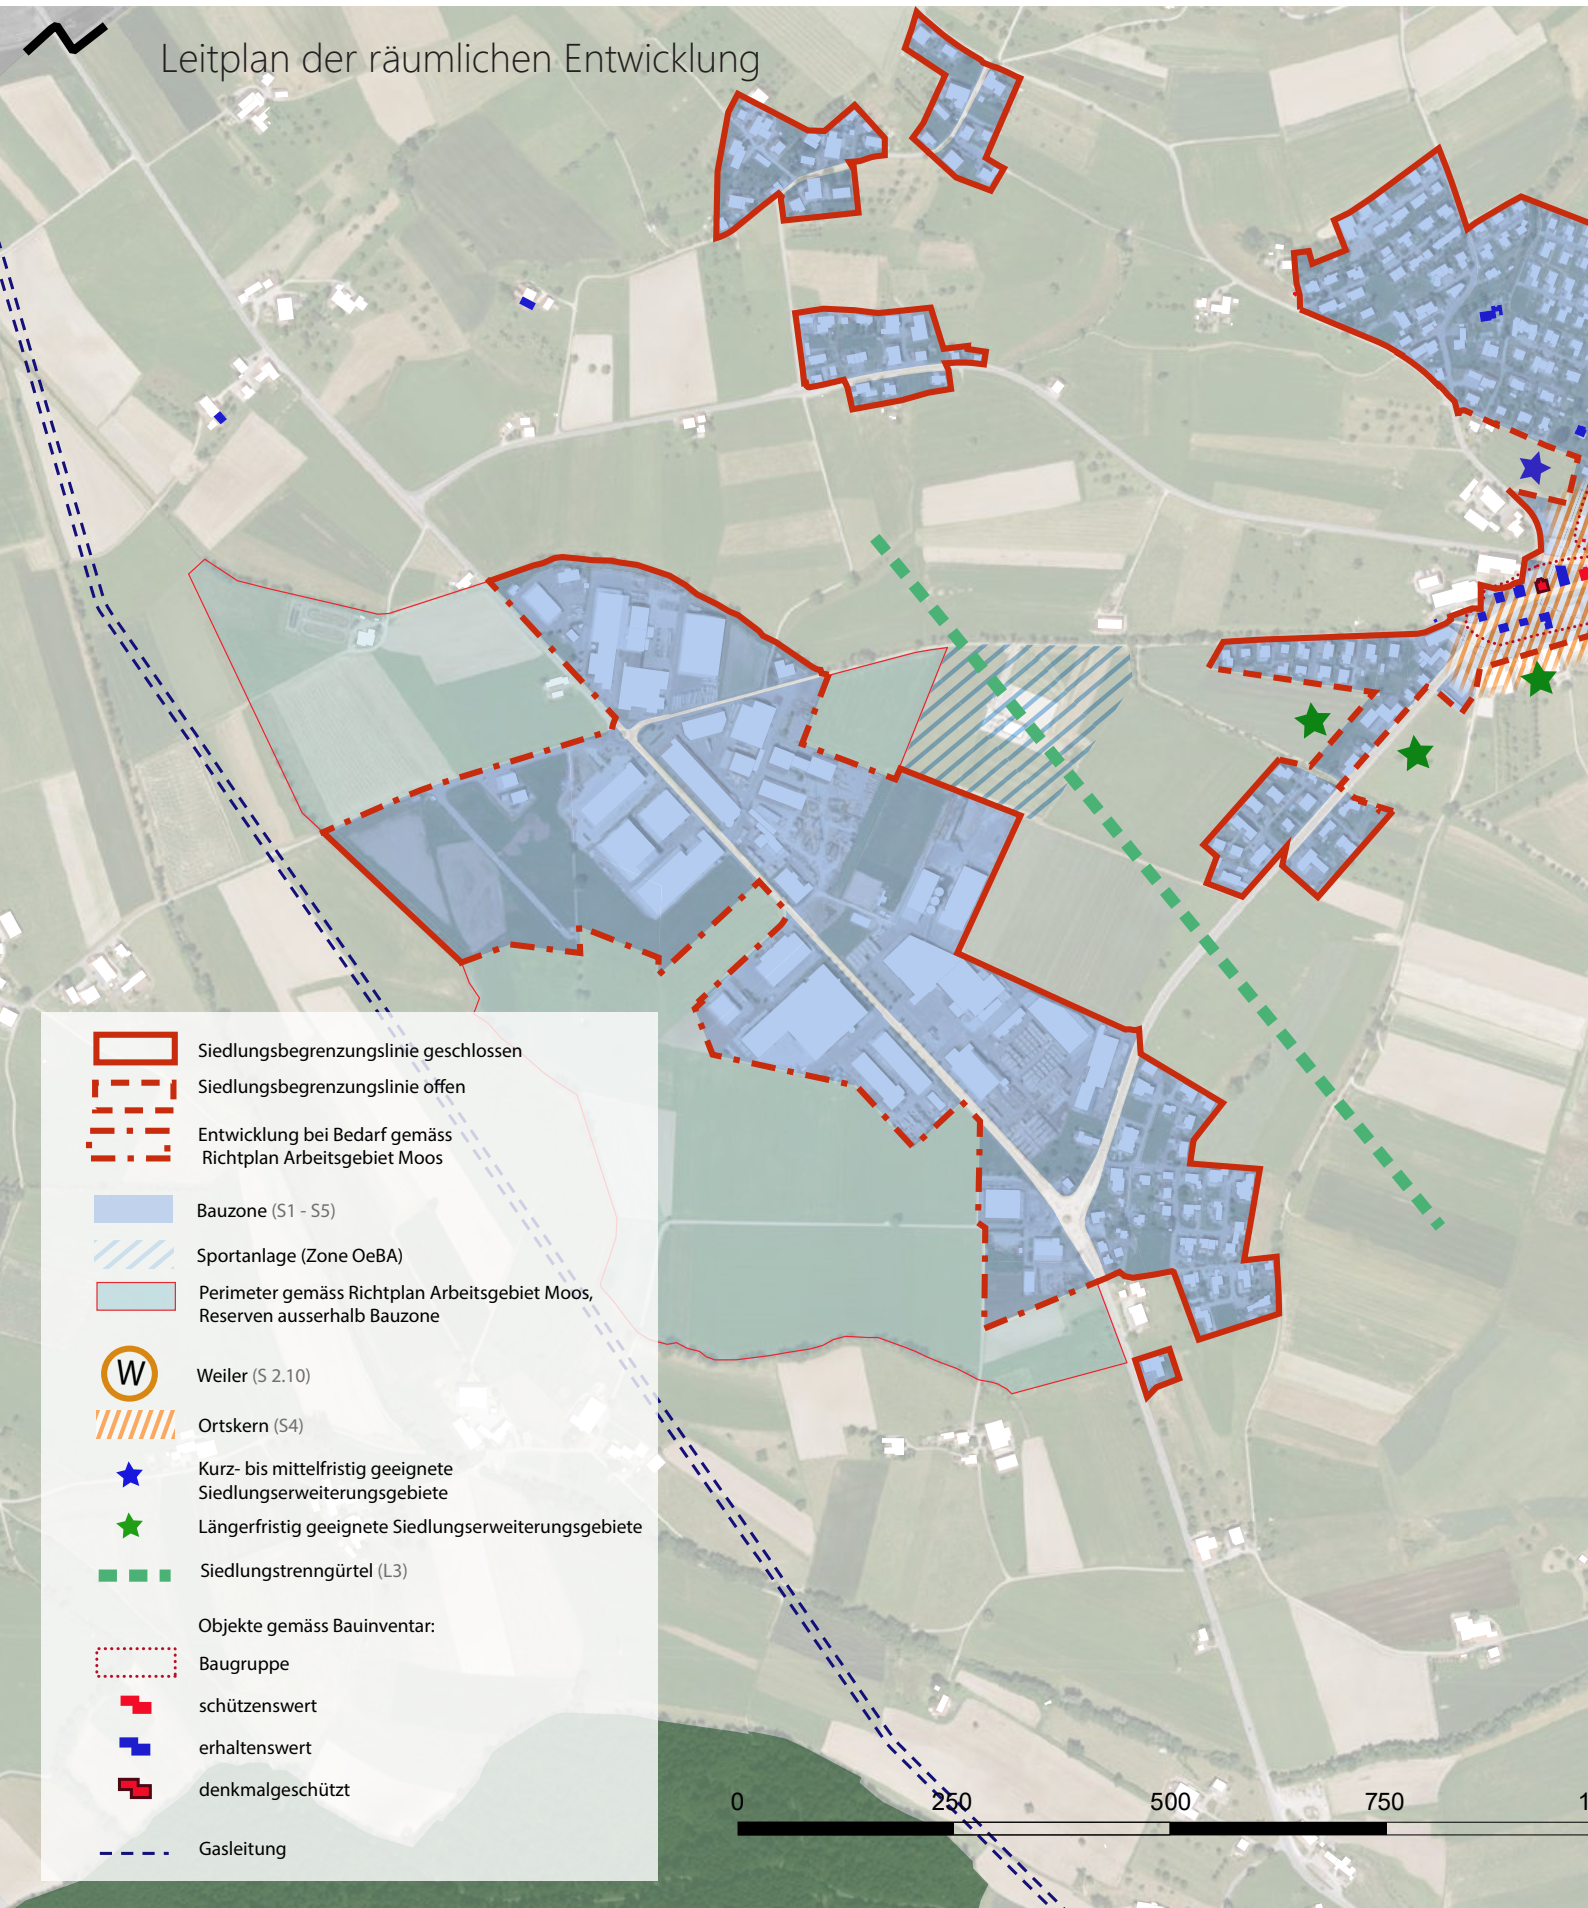 Leitplan der räumlichen Entwicklung
Siedlungsbegrenzungslinie geschlossen
Siedlungsbegrenzungslinie offen
Entwicklung bei Bedarf gemäss
Richtplan Arbeitsgebiet Moos
Bauzone (S1 - S5)
Sportanlage (Zone OeBA)
Perimeter gemäss Richtplan Arbeitsgebiet Moos,
Reserven ausserhalb Bauzone
W
Weiler (S 2.10)
Ortskern (S4)
Kurz- bis mittelfristig geeignete
Siedlungserweiterungsgebiete
Längerfristig geeignete Siedlungserweiterungsgebiete
Siedlungstrenngürtel (L3)
Objekte gemäss Bauinventar:
Baugruppe
schützenswert
erhaltenswert
denkmalgeschützt
Gasleitung
0 250 500 750